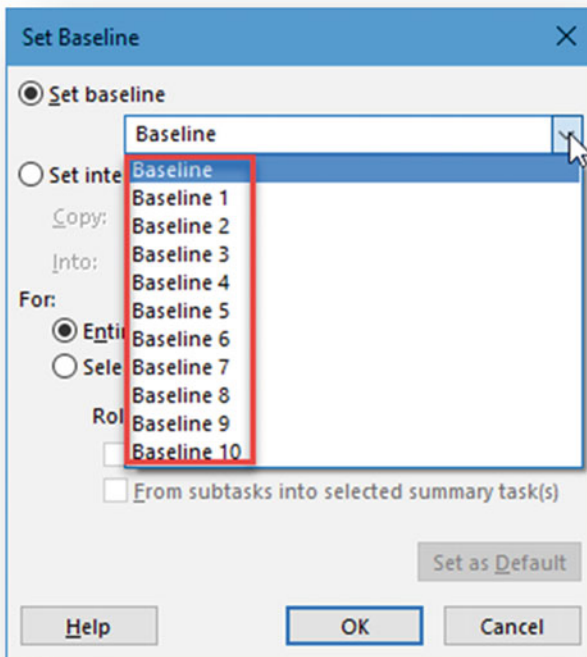 Set Baseline
Set baseline
Baseline
Set inte
Baseline
Baseline 1
Copy:
Baseline 2
Baseline 3
Into:
Baseline 4
For:
Baseline 5
Enti
Baseline 6
Sele
Baseline 7
Baseline 8
Rol
Baseline 9
Baseline 10
From subtasks into selected summary task(s)
Set as Default
Help OK Cancel